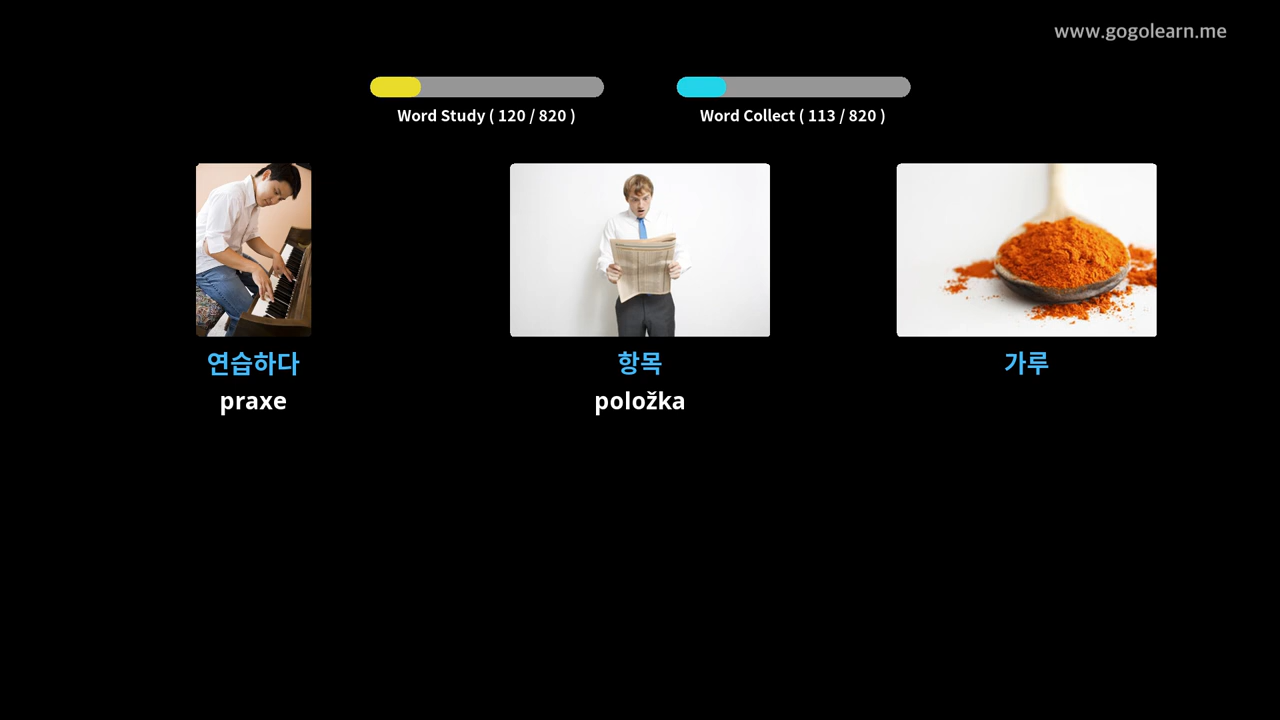 www.gogolearn.me
Word Study ( 120 / 820 )
Word Collect ( 113 / 820 )
연습하다
praxe
항목
položka
가루